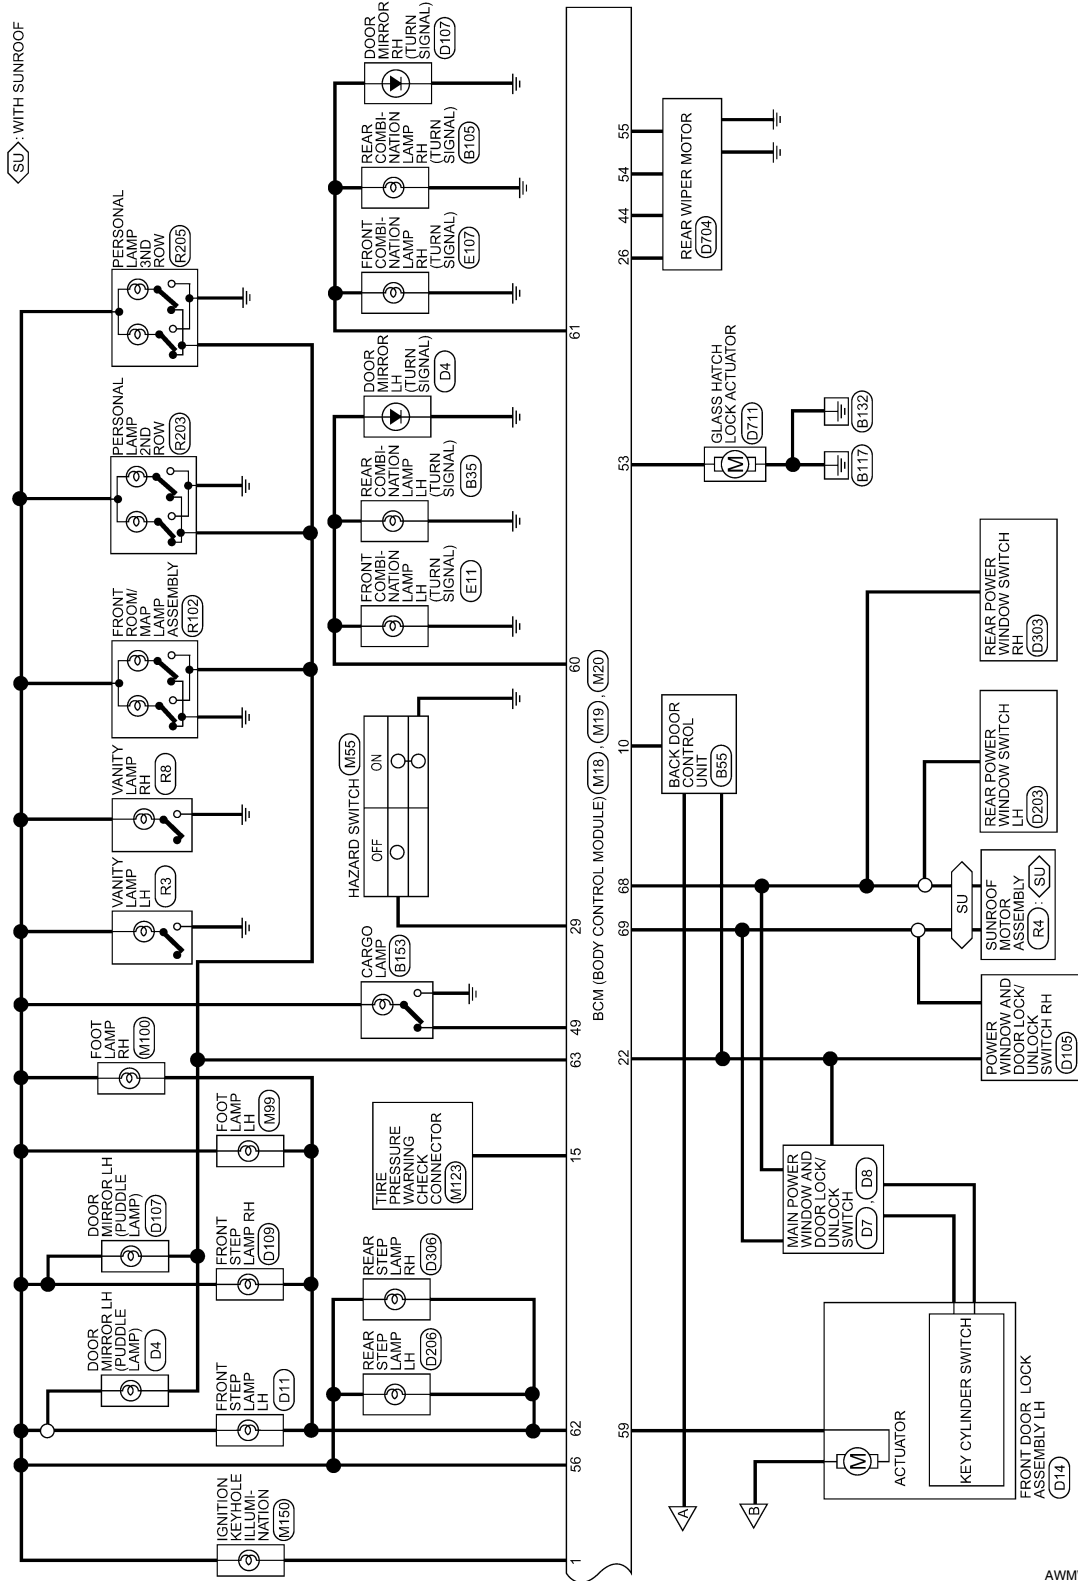 SU : WITH SUNROOF
IGNITION
KEYHOLE
ILLUMI-
NATION
M150
DOOR
MIRROR LH
(PUDDLE
LAMP)
D4
FRONT
STEP
LAMP
LH
D11
DOOR
MIRROR LH
(PUDDLE
LAMP)
D107
FRONT
STEP
LAMP RH
D109
FOOT
LAMP
LH
M99
FOOT
LAMP
RH
M100
VANITY
LAMP
LH
R3
VANITY
LAMP
RH
R8
FRONT
ROOM/
MAP
LAMP
ASSEMBLY
R102
PERSONAL
LAMP
2ND
ROW
R203
PERSONAL
LAMP
3ND
ROW
R205
REAR
STEP
LAMP
LH
D206
REAR
STEP
LAMP
RH
D306
TIRE
PRESSURE
WARNING
CHECK
CONNECTOR
M123
CARGO
LAMP
B153
HAZARD SWITCH M55
OFF
ON
FRONT
COMBI-
NATION
LAMP
LH
(TURN
SIGNAL)
E11
REAR
COMBI-
NATION
LAMP
LH
(TURN
SIGNAL)
B35
DOOR
MIRROR
LH
(TURN
SIGNAL)
D4
FRONT
COMBI-
NATION
LAMP
RH
(TURN
SIGNAL)
E107
REAR
COMBI-
NATION
LAMP
RH
(TURN
SIGNAL)
B105
DOOR
MIRROR
RH
(TURN
SIGNAL)
D107
1
56
62
15
63
49
29
60
61
BCM (BODY CONTROL MODULE) M18 , M19 , M20
59
22
69
68
10
53
26
44
54
55
A
B
M
ACTUATOR
KEY CYLINDER SWITCH
FRONT DOOR LOCK
ASSEMBLY LH
D14
MAIN POWER
WINDOW AND
DOOR LOCK/
UNLOCK
SWITCH
D7 , D8
BACK DOOR
CONTROL
UNIT
B55
POWER
WINDOW AND
DOOR LOCK/
UNLOCK
SWITCH RH
D105
SU
SUNROOF
MOTOR
ASSEMBLY
R4 : SU
REAR POWER
WINDOW SWITCH
LH
D203
REAR POWER
WINDOW SWITCH
RH
D303
GLASS HATCH
LOCK ACTUATOR
D711
M
B117
B132
REAR WIPER MOTOR
D704
AWM